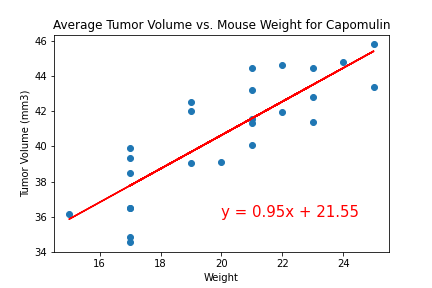 Average Tumor Volume vs. Mouse Weight for Capomulin
Tumor Volume (mm3)
46
44
42
40
38
36
34
y = 0.95x + 21.55
16 18 20 22 24
Weight